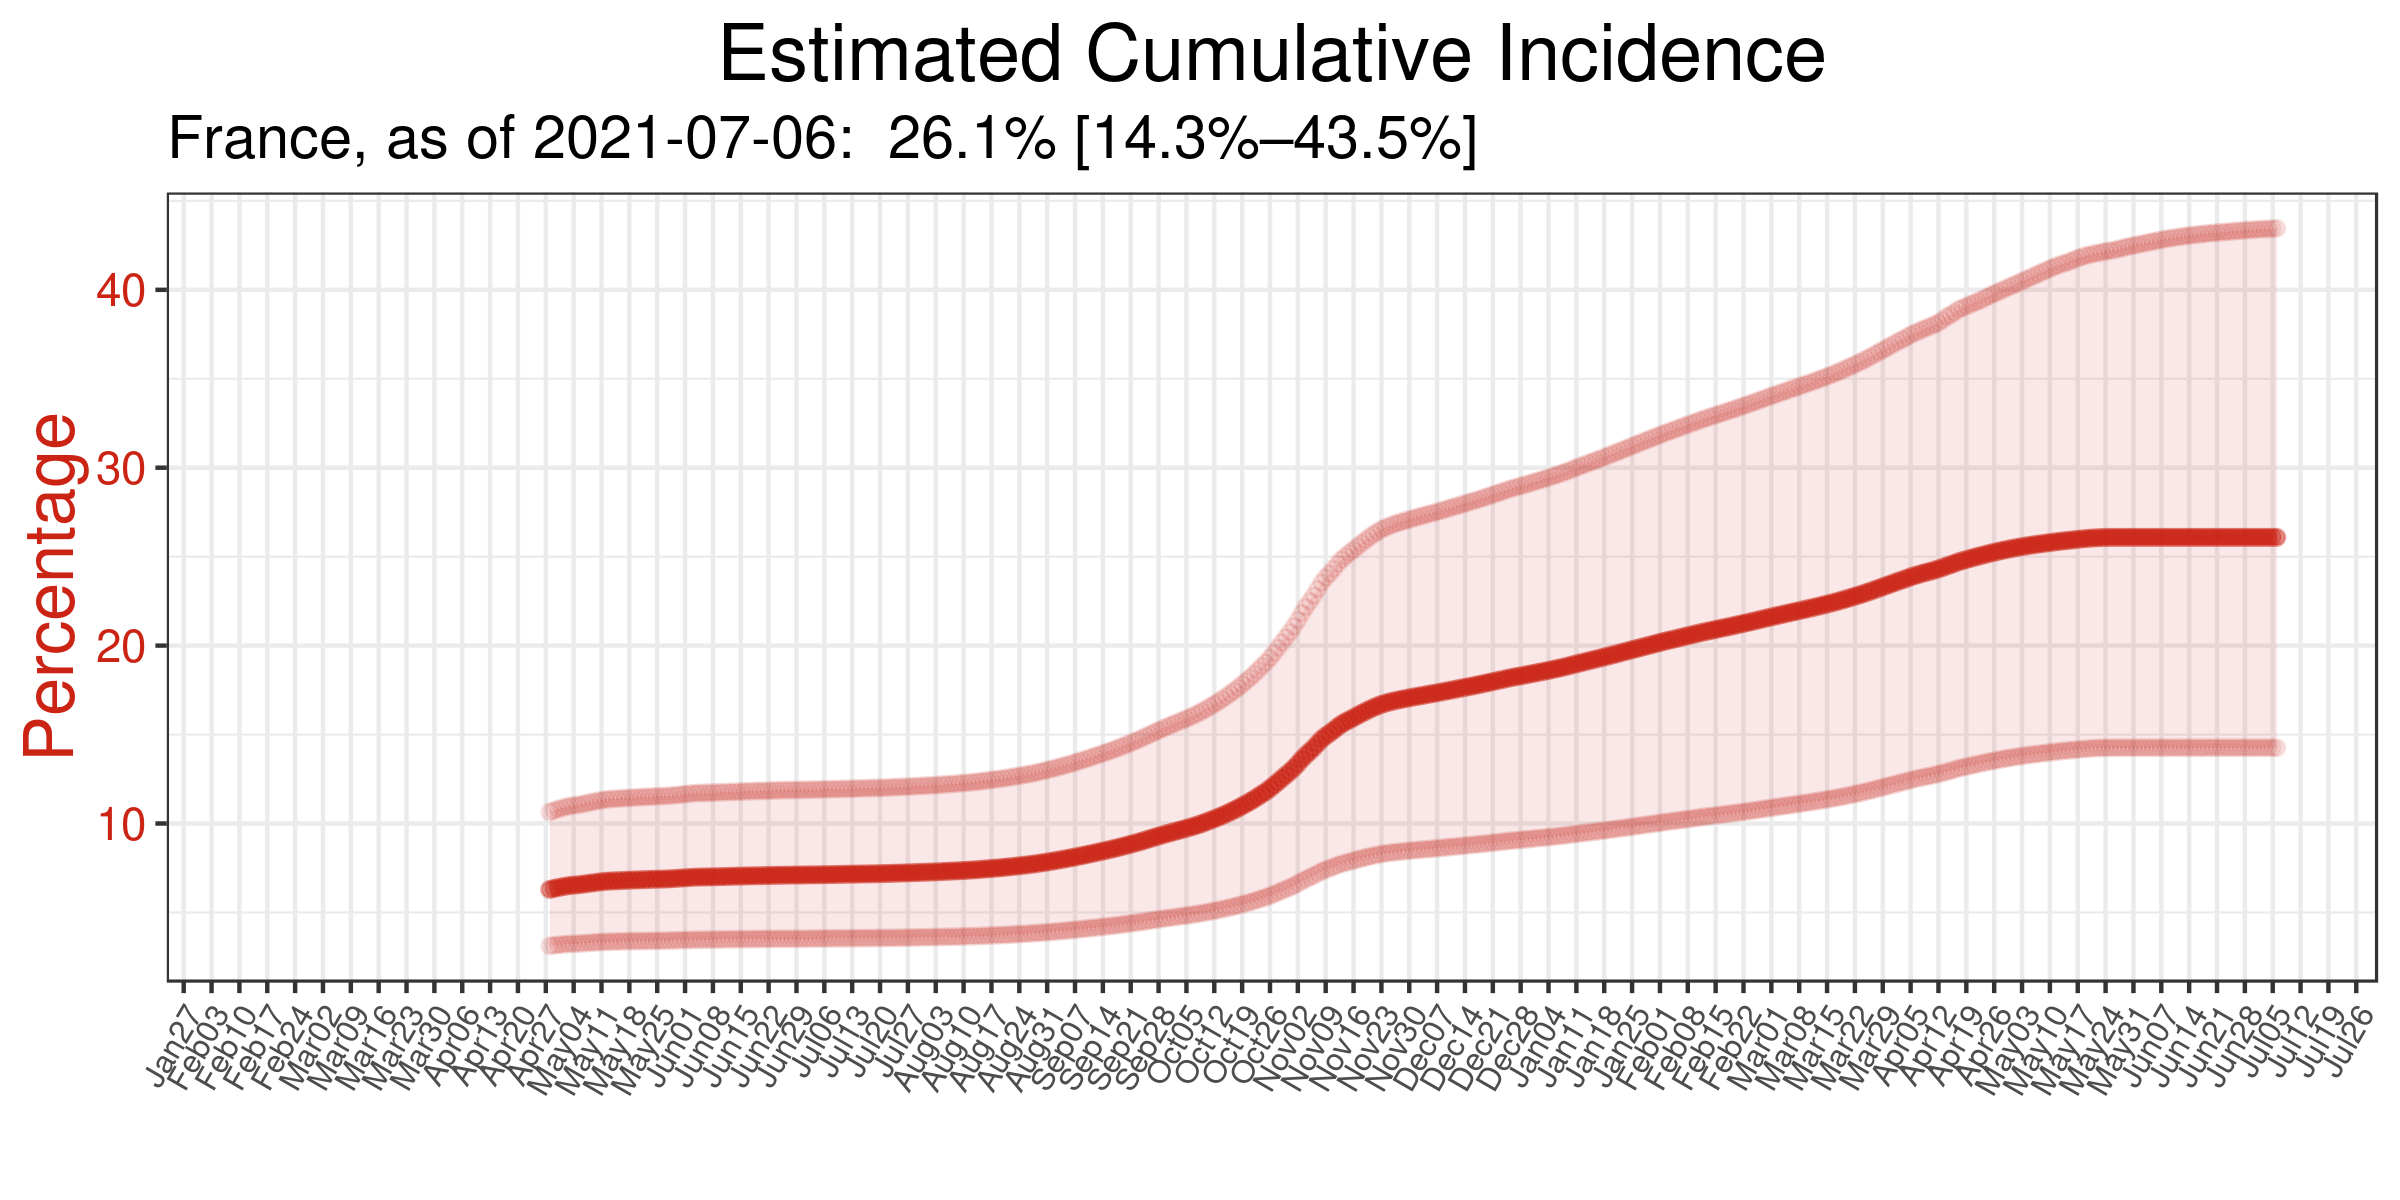 Estimated Cumulative Incidence
France, as of 2021-07-06:  26.1% [14.3%–43.5%]
Percentage
40
30
20
10
Jan27
Feb03
Feb10
Feb17
Feb24
Mar02
Mar09
Mar16
Mar23
Mar30
Apr06
Apr13
Apr20
Apr27
May04
May11
May18
May25
Jun01
Jun08
Jun15
Jun22
Jun29
Jul06
Jul13
Jul20
Jul27
Aug03
Aug10
Aug17
Aug24
Aug31
Sep07
Sep14
Sep21
Sep28
Oct05
Oct12
Oct19
Oct26
Nov02
Nov09
Nov16
Nov23
Nov30
Dec07
Dec14
Dec21
Dec28
Jan04
Jan11
Jan18
Jan25
Feb01
Feb08
Feb15
Feb22
Mar01
Mar08
Mar15
Mar22
Mar29
Apr05
Apr12
Apr19
Apr26
May03
May10
May17
May24
May31
Jun07
Jun14
Jun21
Jun28
Jul05
Jul12
Jul19
Jul26